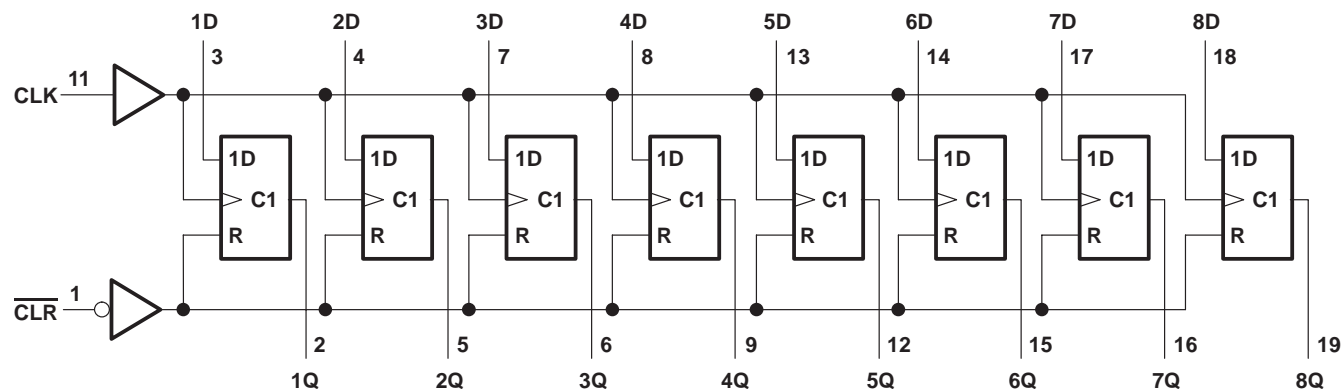 1D 2D 3D 4D 5D 6D 7D 8D
3 4 7 8 13 14 17 18
CLK 11
1D 1D 1D 1D 1D 1D 1D 1D
C1 C1 C1 C1 C1 C1 C1 C1
R R R R R R R R
CLR 1
2 5 6 9 12 15 16 19
1Q 2Q 3Q 4Q 5Q 6Q 7Q 8Q